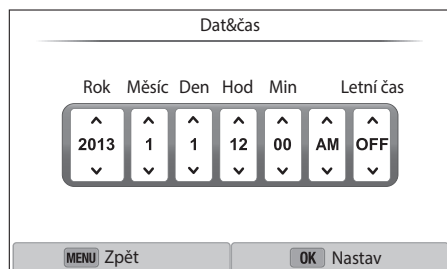 Dat&čas
Rok Měsíc Den Hod Min Letní čas
2013 1 1 12 00 AM OFF
MENU Zpět OK Nastav